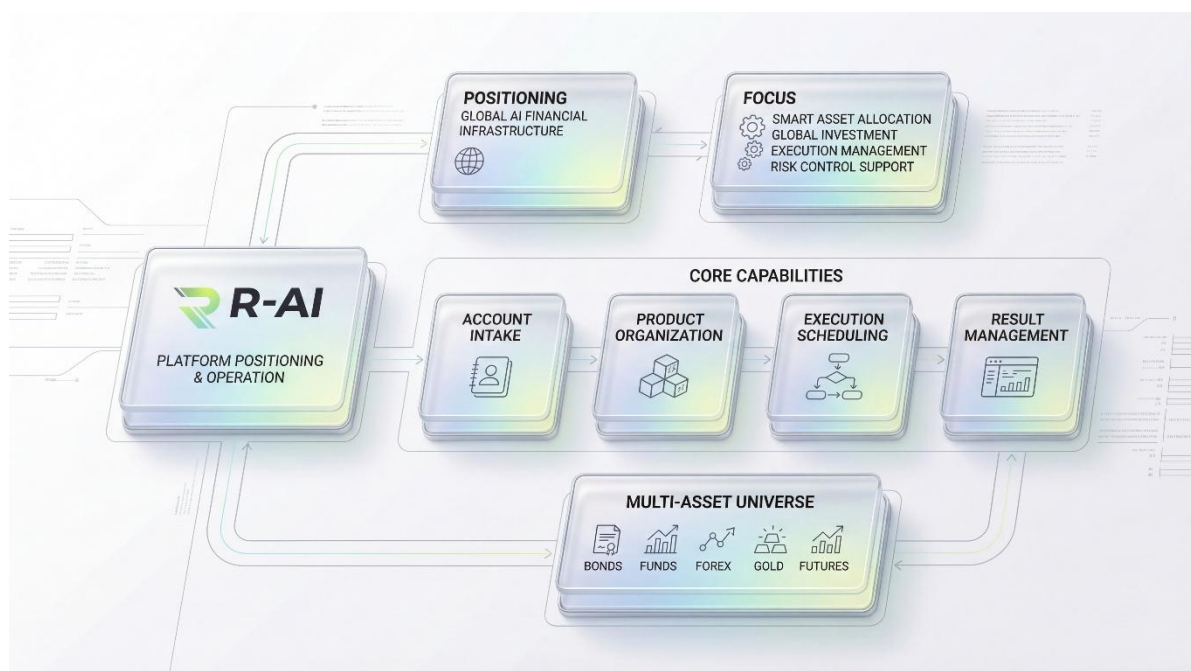 POSITIONING
GLOBAL AI FINANCIAL
INFRASTRUCTURE
FOCUS
SMART ASSET ALLOCATION
GLOBAL INVESTMENT
EXECUTION MANAGEMENT
RISK CONTROL SUPPORT
R-AI
PLATFORM POSITIONING
& OPERATION
CORE CAPABILITIES
ACCOUNT
INTAKE
PRODUCT
ORGANIZATION
EXECUTION
SCHEDULING
RESULT
MANAGEMENT
MULTI-ASSET UNIVERSE
BONDS
FUNDS
FOREX
GOLD
FUTURES